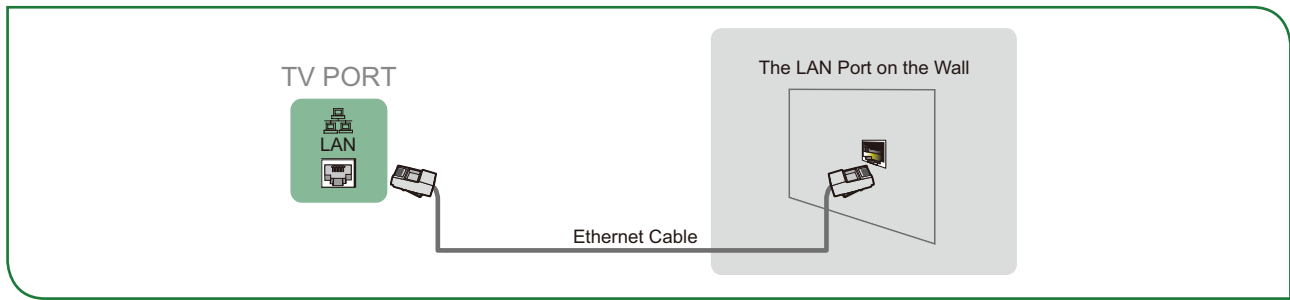 TV PORT
LAN
The LAN Port on the Wall
Ethernet Cable